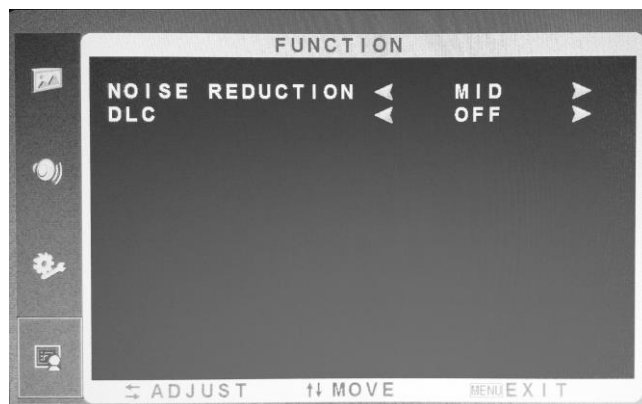 FUNCTION
NOISE REDUCTION MID
DLC OFF
ADJUST MOVE MENU EXIT